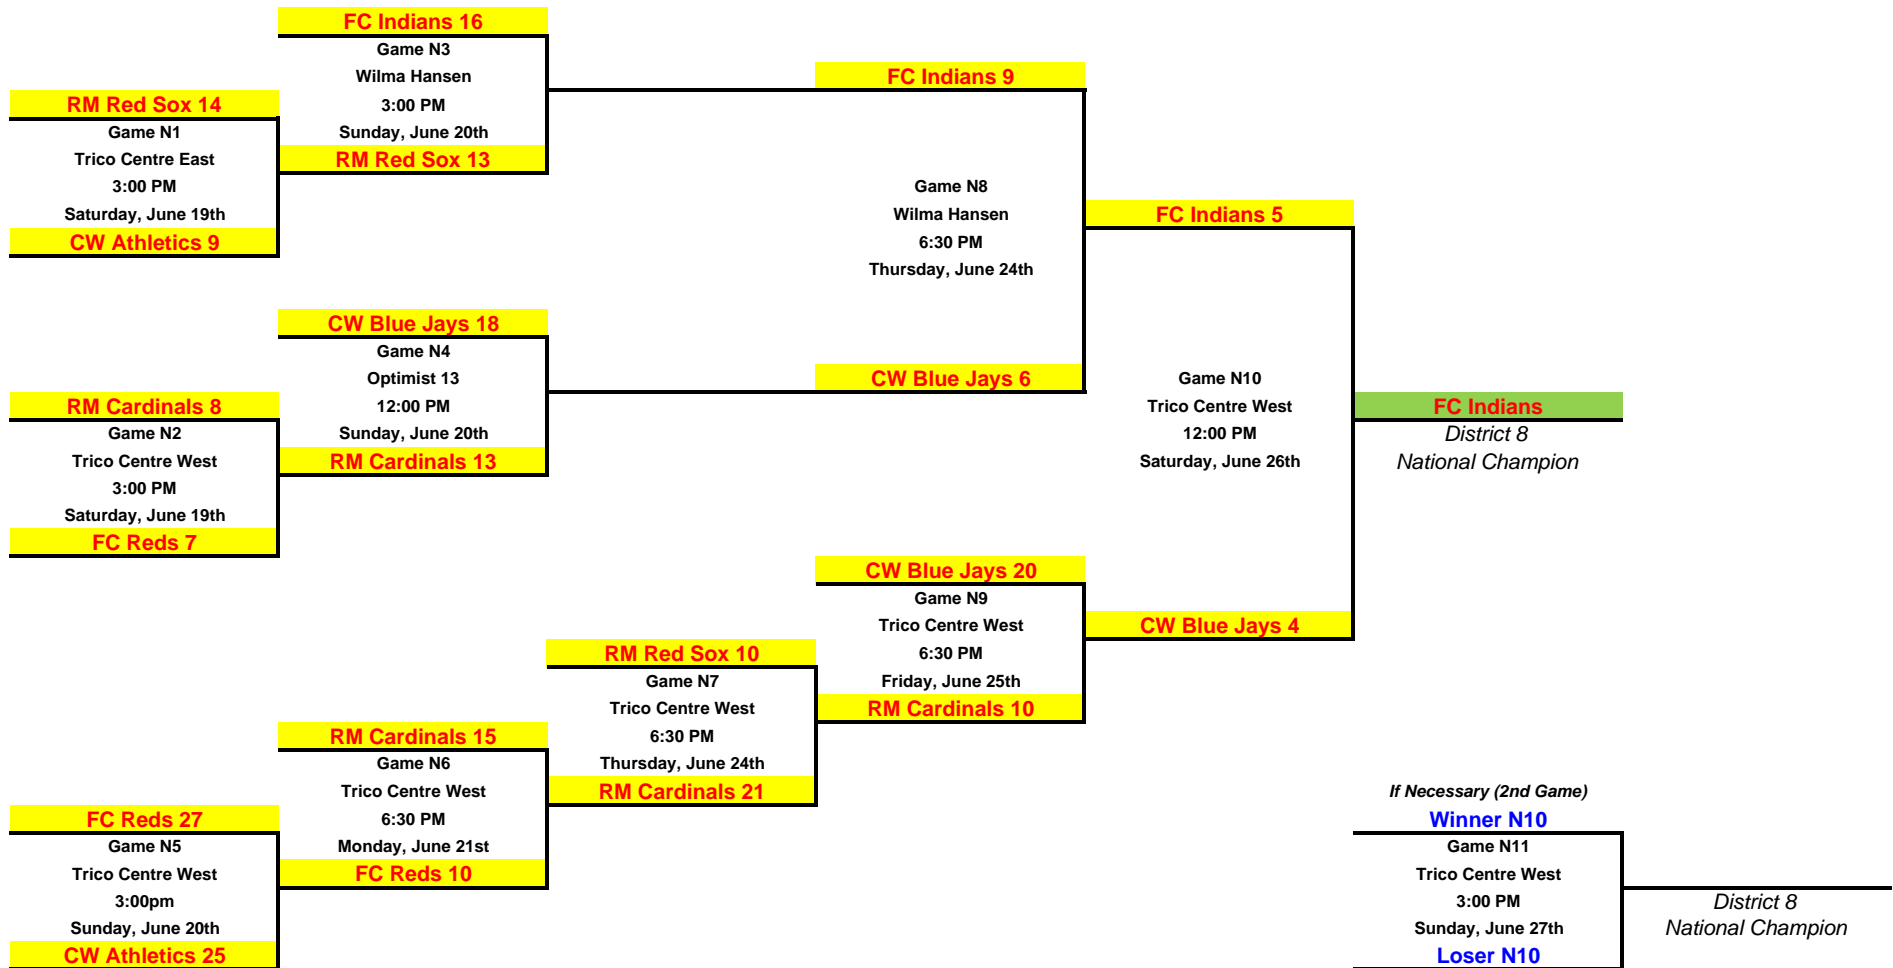 FC Indians 16
Game N3
Wilma Hansen
3:00 PM
Sunday, June 20th
RM Red Sox 13
RM Red Sox 14
Game N1
Trico Centre East
3:00 PM
Saturday, June 19th
CW Athletics 9
FC Indians 9
Game N8
Wilma Hansen
6:30 PM
Thursday, June 24th
CW Blue Jays 6
CW Blue Jays 18
Game N4
Optimist 13
12:00 PM
Sunday, June 20th
RM Cardinals 13
RM Cardinals 8
Game N2
Trico Centre West
3:00 PM
Saturday, June 19th
FC Reds 7
FC Indians 5
Game N10
Trico Centre West
12:00 PM
Saturday, June 26th
CW Blue Jays 4
FC Indians
District 8
National Champion
CW Blue Jays 20
Game N9
Trico Centre West
6:30 PM
Friday, June 25th
RM Cardinals 10
RM Red Sox 10
Game N7
Trico Centre West
6:30 PM
Thursday, June 24th
RM Cardinals 21
RM Cardinals 15
Game N6
Trico Centre West
6:30 PM
Monday, June 21st
FC Reds 10
FC Reds 27
Game N5
Trico Centre West
3:00pm
Sunday, June 20th
CW Athletics 25
If Necessary (2nd Game)
Winner N10
Game N11
Trico Centre West
3:00 PM
Sunday, June 27th
Loser N10
District 8
National Champion